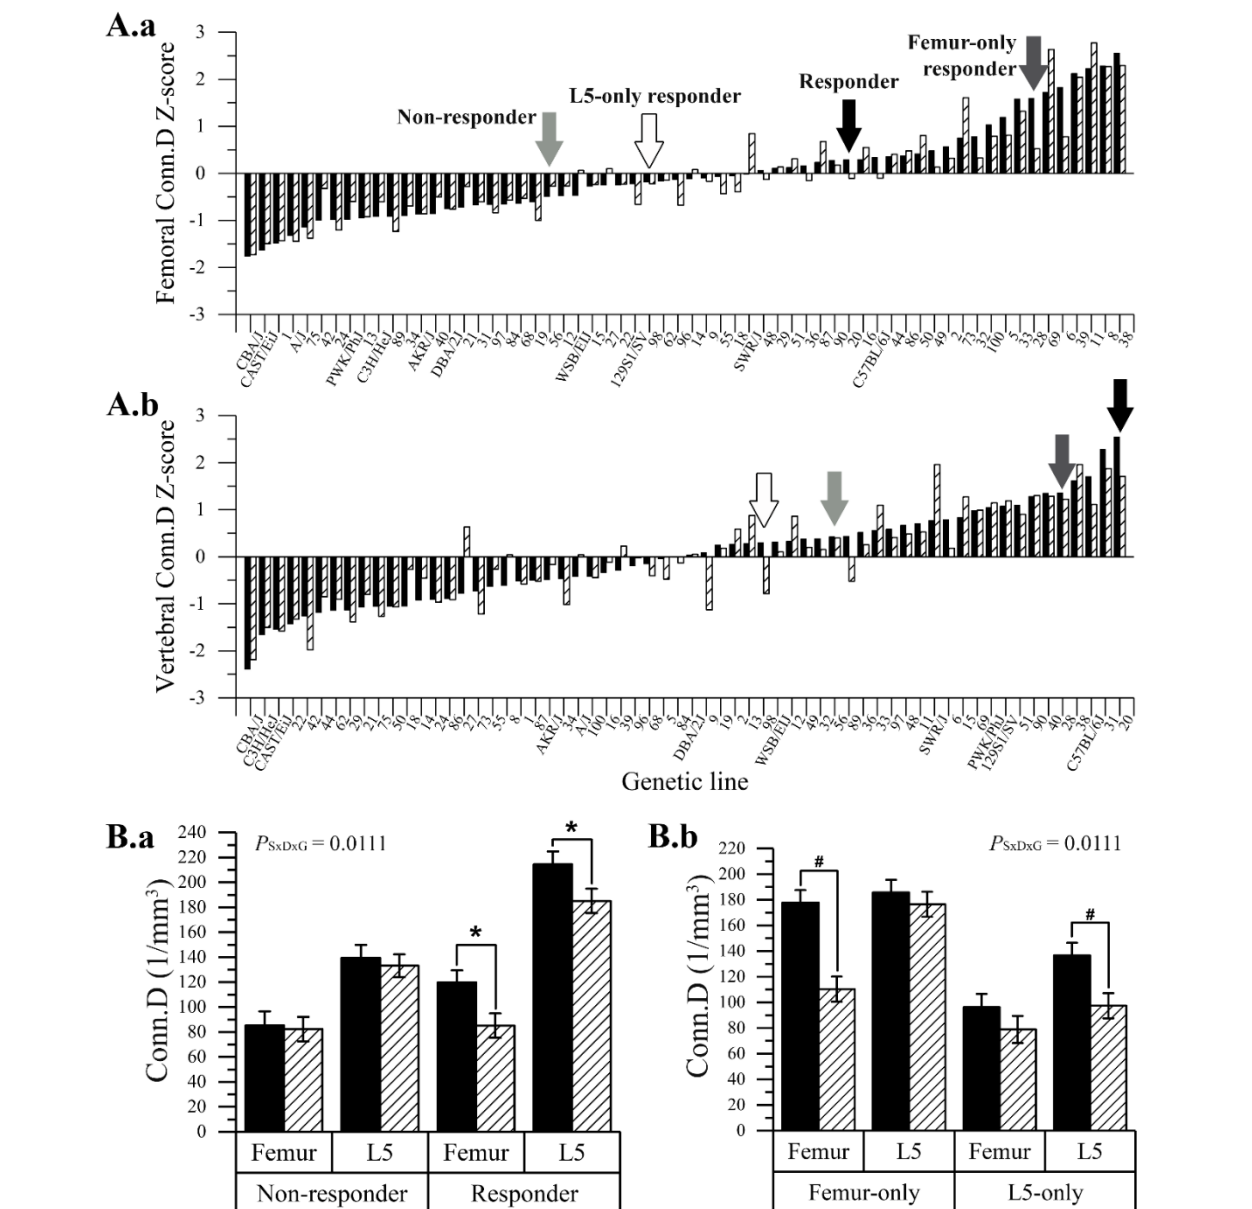 A.a
Femoral Conn.D Z-score
3
2
1
0
-1
-2
-3
Non-responder
L5-only responder
Responder
Femur-only
responder
CBA/J CAST/EiJ 1 A/J 75 42 24 PWK/PhJ 13 C3H/HeJ 89 34 AKR/J 40 DBA/2J 21 31 97 84 68 19 56 12 WSB/EiJ 15 27 22 129S1/SV 98 62 96 14 9 55 18 SWR/J 48 29 51 36 87 90 20 16 C57BL/6J 44 86 50 49 2 73 32 100 5 33 28 69 6 39 11 8 38
A.b
Vertebral Conn.D Z-score
3
2
1
0
-1
-2
-3
CBA/J C3H/HeJ CAST/EiJ 22 42 44 62 29 21 75 50 18 14 24 86 27 73 55 8 1 87 AKR/J 34 A/J 100 16 39 96 68 5 84 DBA/2J 9 19 2 13 98 WSB/EiJ 12 49 32 56 89 36 33 97 48 11 SWR/J 6 15 69 PWK/PhJ 129S1/SV 51 90 40 28 38 C57BL/6J 31 20
Genetic line
B.a
PSxDxG = 0.0111
Conn.D (1/mm³)
240
220
200
180
160
140
120
100
80
60
40
20
0
*
*
Femur L5 Femur L5
Non-responder Responder
B.b
PSxDxG = 0.0111
Conn.D (1/mm³)
220
200
180
160
140
120
100
80
60
40
20
0
#
#
Femur L5 Femur L5
Femur-only L5-only